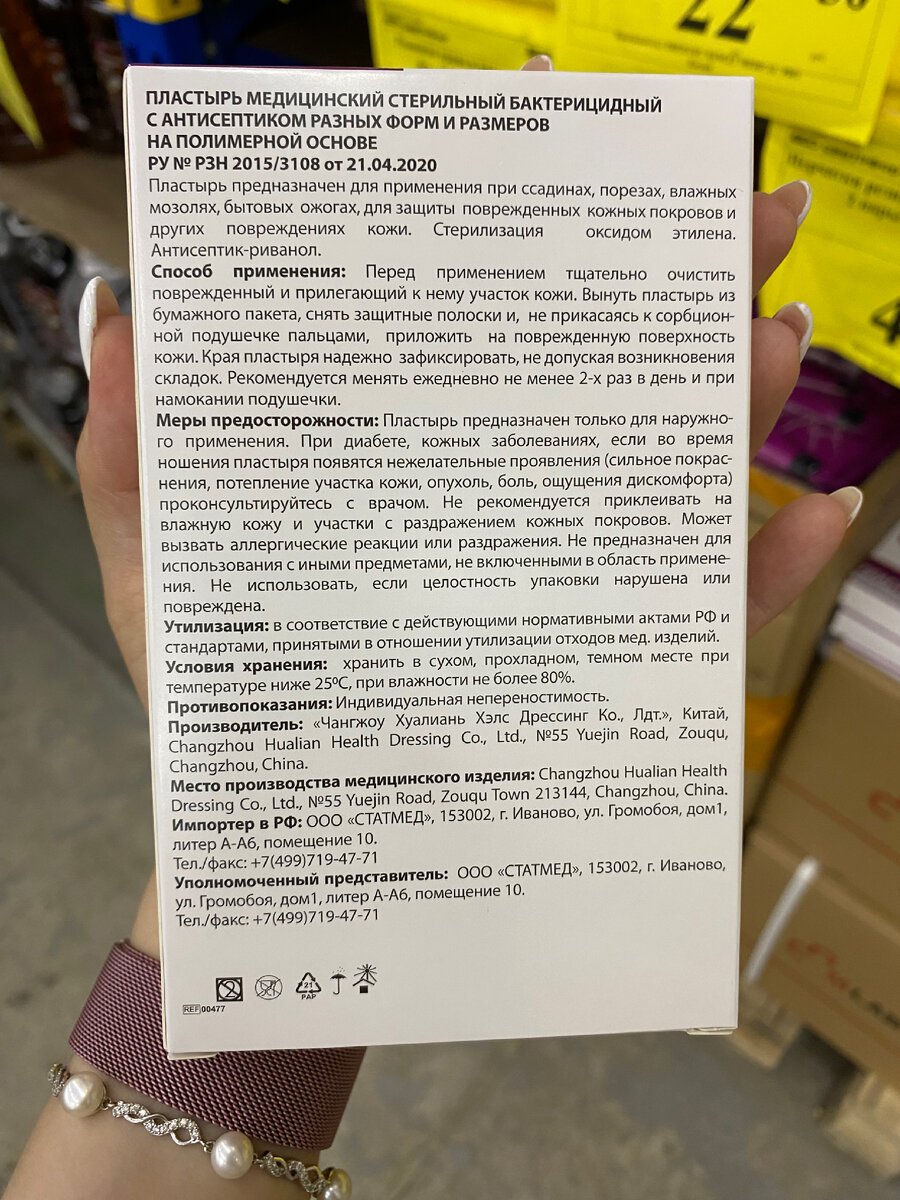 22
ПЛАСТЫРЬ МЕДИЦИНСКИЙ СТЕРИЛЬНЫЙ БАКТЕРИЦИДНЫЙ
С АНТИСЕПТИКОМ РАЗНЫХ ФОРМ И РАЗМЕРОВ
НА ПОЛИМЕРНОЙ ОСНОВЕ
РУ № РЗН 2015/3108 от 21.04.2020
Пластырь предназначен для применения при ссадинах, порезах, влажных
мозолях, бытовых ожогах, для защиты поврежденных кожных покровов и
других повреждениях кожи. Стерилизация оксидом этилена.
Антисептик-риванол.
Способ применения: Перед применением тщательно очистить
поврежденный и прилегающий к нему участок кожи. Вынуть пластырь из
бумажного пакета, снять защитные полоски и, не прикасаясь к сорбцион-
ной подушечке пальцами, приложить на поврежденную поверхность
кожи. Края пластыря надежно зафиксировать, не допуская возникновения
складок. Рекомендуется менять ежедневно не менее 2-х раз в день и при
намокании подушечки.
Меры предосторожности: Пластырь предназначен только для наружно-
го применения. При диабете, кожных заболеваниях, если во время
ношения пластыря появятся нежелательные проявления (сильное покрас-
нения, потепление участка кожи, опухоль, боль, ощущения дискомфорта)
проконсультируйтесь с врачом. Не рекомендуется приклеивать на
влажную кожу и участки с раздражением кожных покровов. Может
вызвать аллергические реакции или раздражения. Не предназначен для
использования с иными предметами, не включенными в область примене-
ния. Не использовать, если целостность упаковки нарушена или
повреждена.
Утилизация: в соответствие с действующими нормативными актами РФ и
стандартами, принятыми в отношении утилизации отходов мед. изделий.
Условия хранения: хранить в сухом, прохладном, темном месте при
температуре ниже 25ºС, при влажности не более 80%.
Противопоказания: Индивидуальная непереносимость.
Производитель: «Чангжоу Хуалиань Хэлс Дрессинг Ко., Лдт.», Китай,
Changzhou Hualian Health Dressing Co., Ltd., №55 Yuejin Road, Zouqu,
Changzhou, China.
Место производства медицинского изделия: Changzhou Hualian Health
Dressing Co., Ltd., №55 Yuejin Road, Zouqu Town 213144, Changzhou, China.
Импортер в РФ: ООО «СТАТМЕД», 153002, г. Иваново, ул. Громобоя, дом1,
литер А-А6, помещение 10.
Тел./факс: +7(499)719-47-71
Уполномоченный представитель: ООО «СТАТМЕД», 153002, г. Иваново,
ул. Громобоя, дом1, литер А-А6, помещение 10.
Тел./факс: +7(499)719-47-71
2
21
PAP
REF 00477